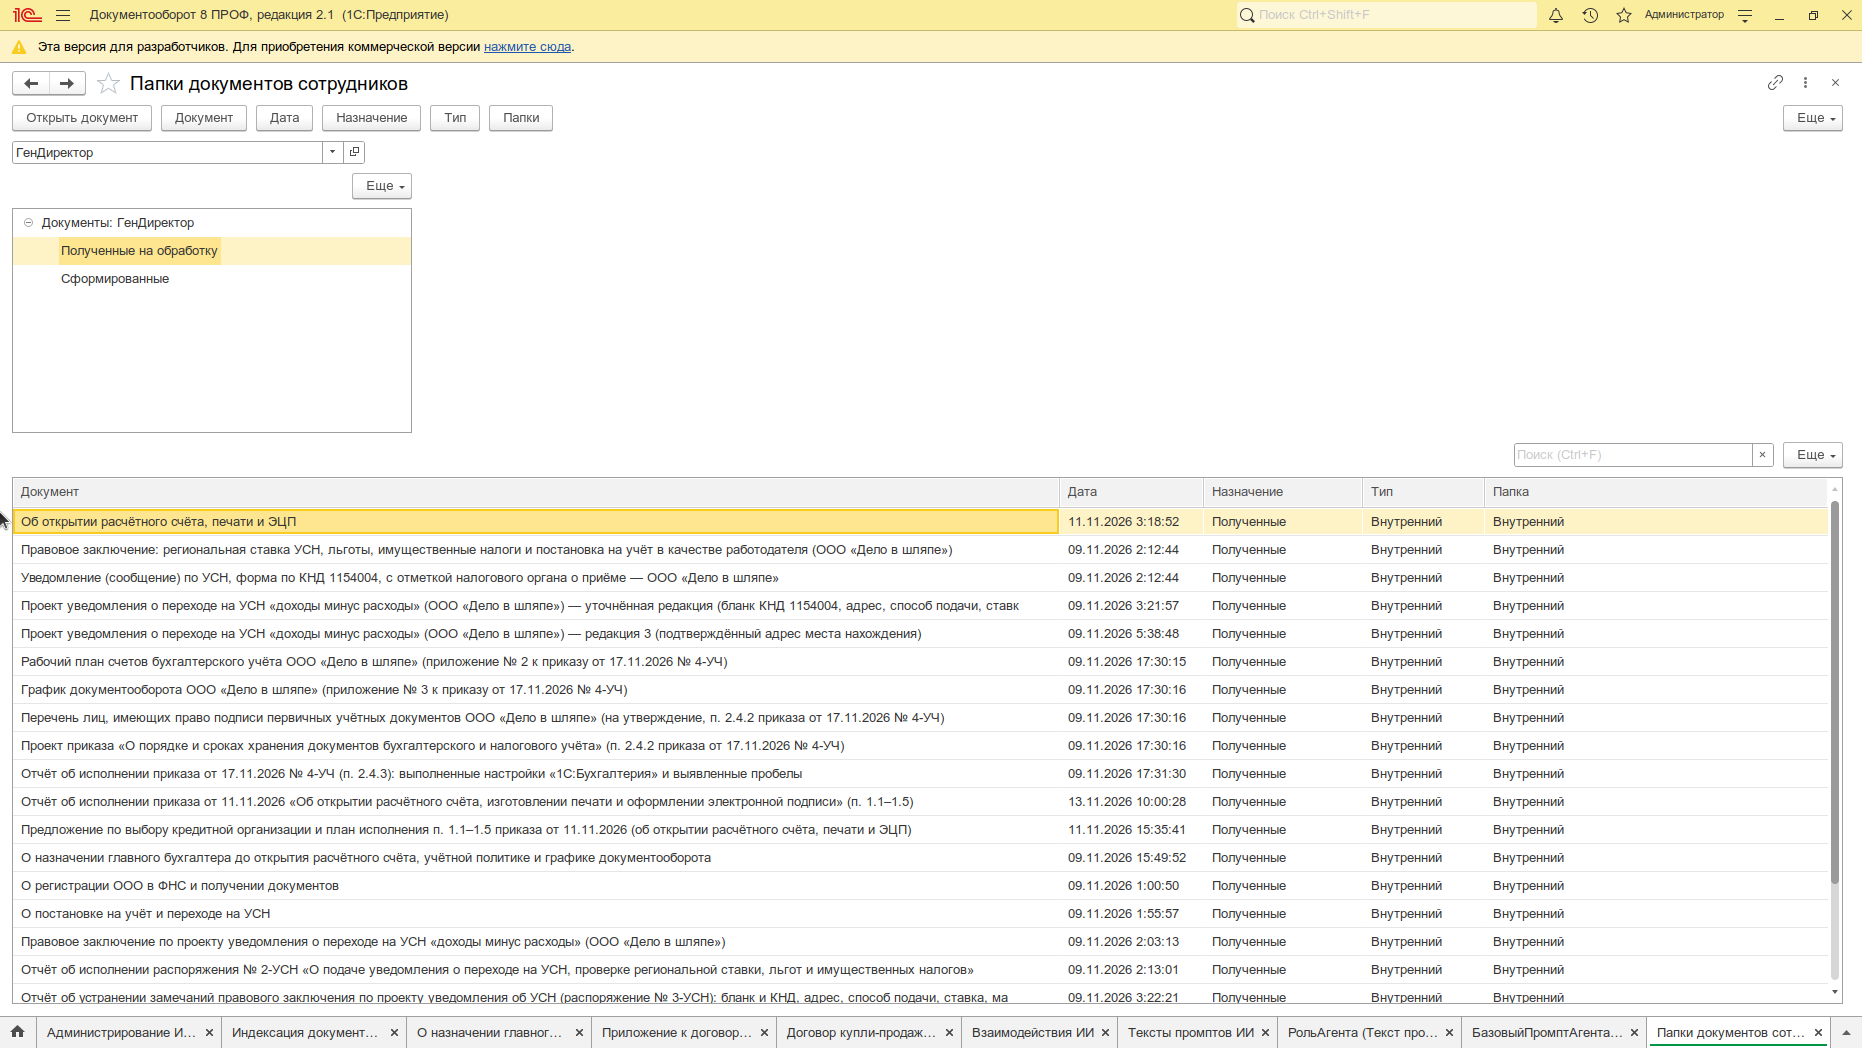 1С Документооборот 8 ПРОФ, редакция 2.1 (1С:Предприятие) Поиск Ctrl+Shift+F Администратор
Эта версия для разработчиков. Для приобретения коммерческой версии нажмите сюда.
Папки документов сотрудников
Открыть документ Документ Дата Назначение Тип Папки Еще
ГенДиректор
Еще
Документы: ГенДиректор
Полученные на обработку
Сформированные
Поиск (Ctrl+F) Еще
Документ Дата Назначение Тип Папка
Об открытии расчётного счёта, печати и ЭЦП 11.11.2026 3:18:52 Полученные Внутренний Внутренний
Правовое заключение: региональная ставка УСН, льготы, имущественные налоги и постановка на учёт в качестве работодателя (ООО «Дело в шляпе») 09.11.2026 2:12:44 Полученные Внутренний Внутренний
Уведомление (сообщение) по УСН, форма по КНД 1154004, с отметкой налогового органа о приёме — ООО «Дело в шляпе» 09.11.2026 2:12:44 Полученные Внутренний Внутренний
Проект уведомления о переходе на УСН «доходы минус расходы» (ООО «Дело в шляпе») — уточнённая редакция (бланк КНД 1154004, адрес, способ подачи, ставк 09.11.2026 3:21:57 Полученные Внутренний Внутренний
Проект уведомления о переходе на УСН «доходы минус расходы» (ООО «Дело в шляпе») — редакция 3 (подтверждённый адрес места нахождения) 09.11.2026 5:38:48 Полученные Внутренний Внутренний
Рабочий план счетов бухгалтерского учёта ООО «Дело в шляпе» (приложение № 2 к приказу от 17.11.2026 № 4-УЧ) 09.11.2026 17:30:15 Полученные Внутренний Внутренний
График документооборота ООО «Дело в шляпе» (приложение № 3 к приказу от 17.11.2026 № 4-УЧ) 09.11.2026 17:30:16 Полученные Внутренний Внутренний
Перечень лиц, имеющих право подписи первичных учётных документов ООО «Дело в шляпе» (на утверждение, п. 2.4.2 приказа от 17.11.2026 № 4-УЧ) 09.11.2026 17:30:16 Полученные Внутренний Внутренний
Проект приказа «О порядке и сроках хранения документов бухгалтерского и налогового учёта» (п. 2.4.2 приказа от 17.11.2026 № 4-УЧ) 09.11.2026 17:30:16 Полученные Внутренний Внутренний
Отчёт об исполнении приказа от 17.11.2026 № 4-УЧ (п. 2.4.3): выполненные настройки «1С:Бухгалтерия» и выявленные пробелы 09.11.2026 17:31:30 Полученные Внутренний Внутренний
Отчёт об исполнении приказа от 11.11.2026 «Об открытии расчётного счёта, изготовлении печати и оформлении электронной подписи» (п. 1.1–1.5) 13.11.2026 10:00:28 Полученные Внутренний Внутренний
Предложение по выбору кредитной организации и план исполнения п. 1.1–1.5 приказа от 11.11.2026 (об открытии расчётного счёта, печати и ЭЦП) 11.11.2026 15:35:41 Полученные Внутренний Внутренний
О назначении главного бухгалтера до открытия расчётного счёта, учётной политике и графике документооборота 09.11.2026 15:49:52 Полученные Внутренний Внутренний
О регистрации ООО в ФНС и получении документов 09.11.2026 1:00:50 Полученные Внутренний Внутренний
О постановке на учёт и переходе на УСН 09.11.2026 1:55:57 Полученные Внутренний Внутренний
Правовое заключение по проекту уведомления о переходе на УСН «доходы минус расходы» (ООО «Дело в шляпе») 09.11.2026 2:03:13 Полученные Внутренний Внутренний
Отчёт об исполнении распоряжения № 2-УСН «О подаче уведомления о переходе на УСН, проверке региональной ставки, льгот и имущественных налогов» 09.11.2026 2:13:01 Полученные Внутренний Внутренний
Отчёт об устранении замечаний правового заключения по проекту уведомления об УСН (распоряжение № 3-УСН): бланк и КНД, адрес, способ подачи, ставка, ма 09.11.2026 3:22:21 Полученные Внутренний Внутренний
Администрирование И... Индексация документ... О назначении главног... Приложение к договор... Договор купли-продаж... Взаимодействия ИИ Тексты промптов ИИ РольАгента (Текст про... БазовыйПромптАгента... Папки документов сот...